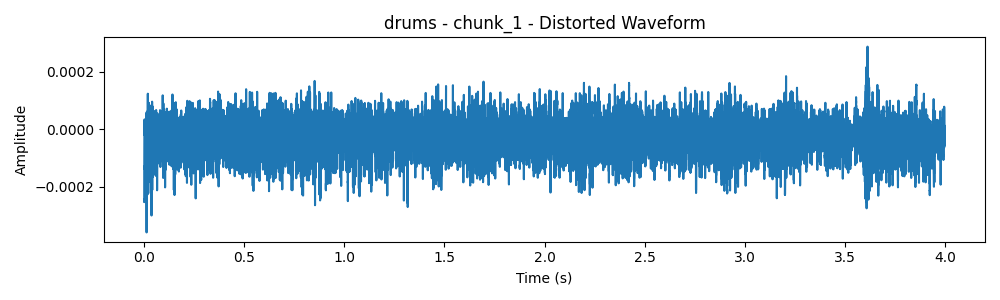 drums - chunk_1 - Distorted Waveform
Amplitude
0.0002
0.0000
−0.0002
0.0 0.5 1.0 1.5 2.0 2.5 3.0 3.5 4.0
Time (s)